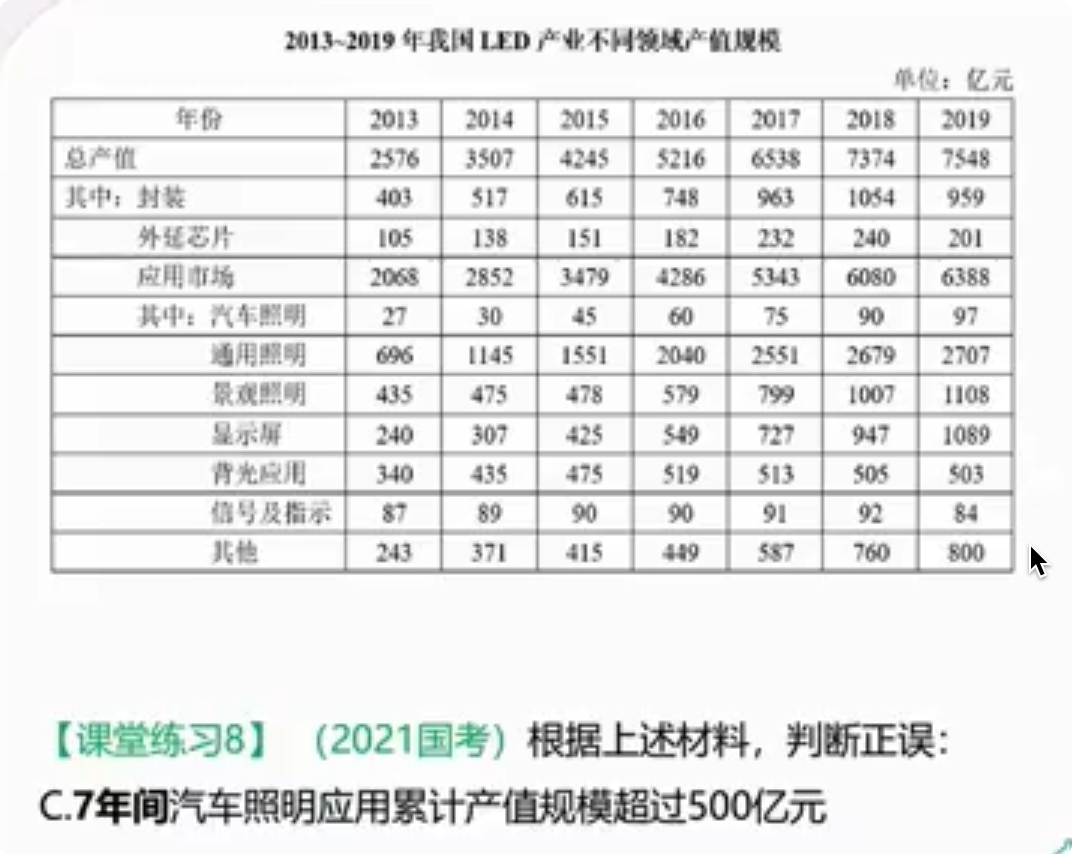 2013~2019 年我国 LED 产业不同领域产值规模
单位：亿元
年份 2013 2014 2015 2016 2017 2018 2019
总产值 2576 3507 4245 5216 6538 7374 7548
其中：封装 403 517 615 748 963 1054 959
外延芯片 105 138 151 182 232 240 201
应用市场 2068 2852 3479 4286 5343 6080 6388
其中：汽车照明 27 30 45 60 75 90 97
通用照明 696 1145 1551 2040 2551 2679 2707
景观照明 435 475 478 579 799 1007 1108
显示屏 240 307 425 549 727 947 1089
背光应用 340 435 475 519 513 505 503
信号及指示 87 89 90 90 91 92 84
其他 243 371 415 449 587 760 800
【课堂练习8】（2021国考）根据上述材料，判断正误：
C.7年间汽车照明应用累计产值规模超过500亿元